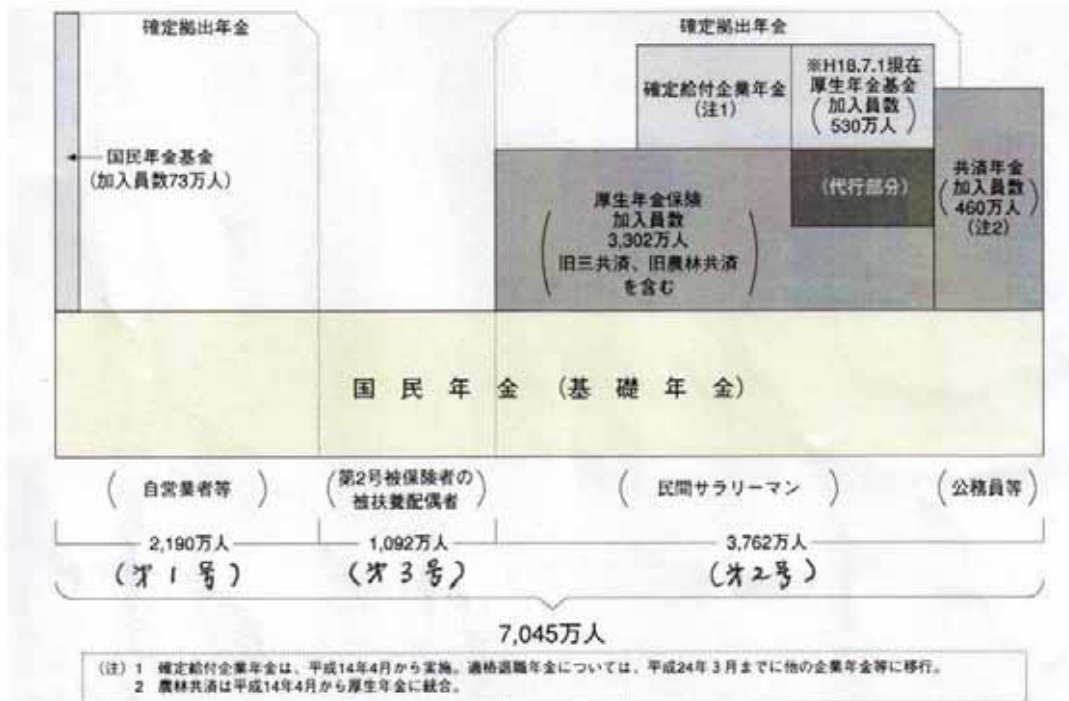 確定拠出年金
確定拠出年金
国民年金基金
(加入員数73万人)
確定給付企業年金
(注1)
※H18.7.1現在
厚生年金基金
加入員数
530万人
厚生年金保険
加入員数
3,302万人
旧三共済、旧農林共済
を含む
(代行部分)
共済年金
加入員数
460万人
(注2)
国民年金(基礎年金)
(自営業者等)
(第2号被保険者の
被扶養配偶者)
(民間サラリーマン)
(公務員等)
2,190万人
1,092万人
3,762万人
(第1号)
(第3号)
(第2号)
7,045万人
(注) 1 確定給付企業年金は、平成14年4月から実施。適格退職年金については、平成24年3月までに他の企業年金等に移行。
2 農林共済は平成14年4月から厚生年金に統合。